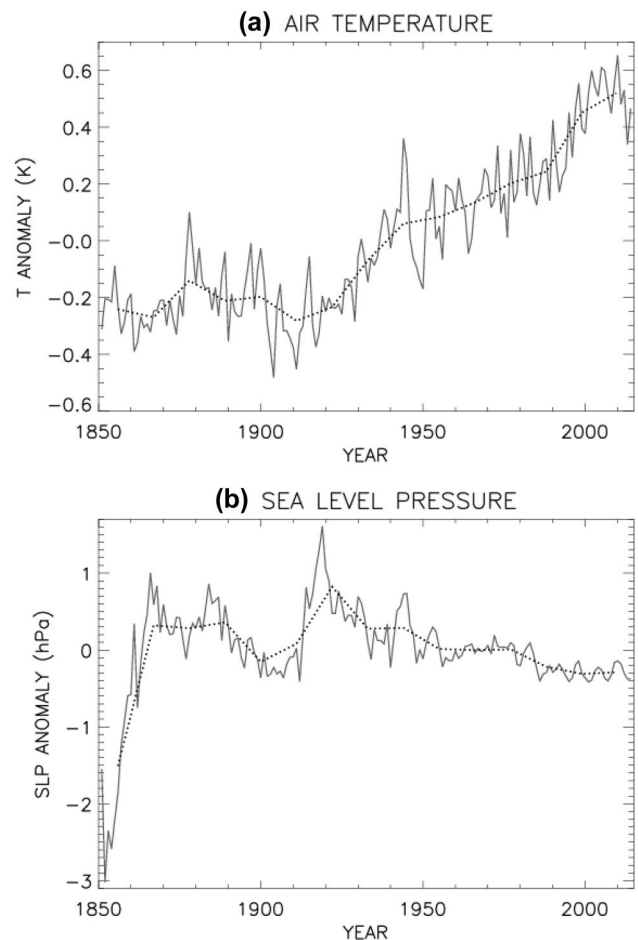 (a) AIR TEMPERATURE
T ANOMALY (K)
0.6
0.4
0.2
−0.0
−0.2
−0.4
−0.6
1850 1900 1950 2000
YEAR
(b) SEA LEVEL PRESSURE
SLP ANOMALY (hPa)
1
0
−1
−2
−3
1850 1900 1950 2000
YEAR